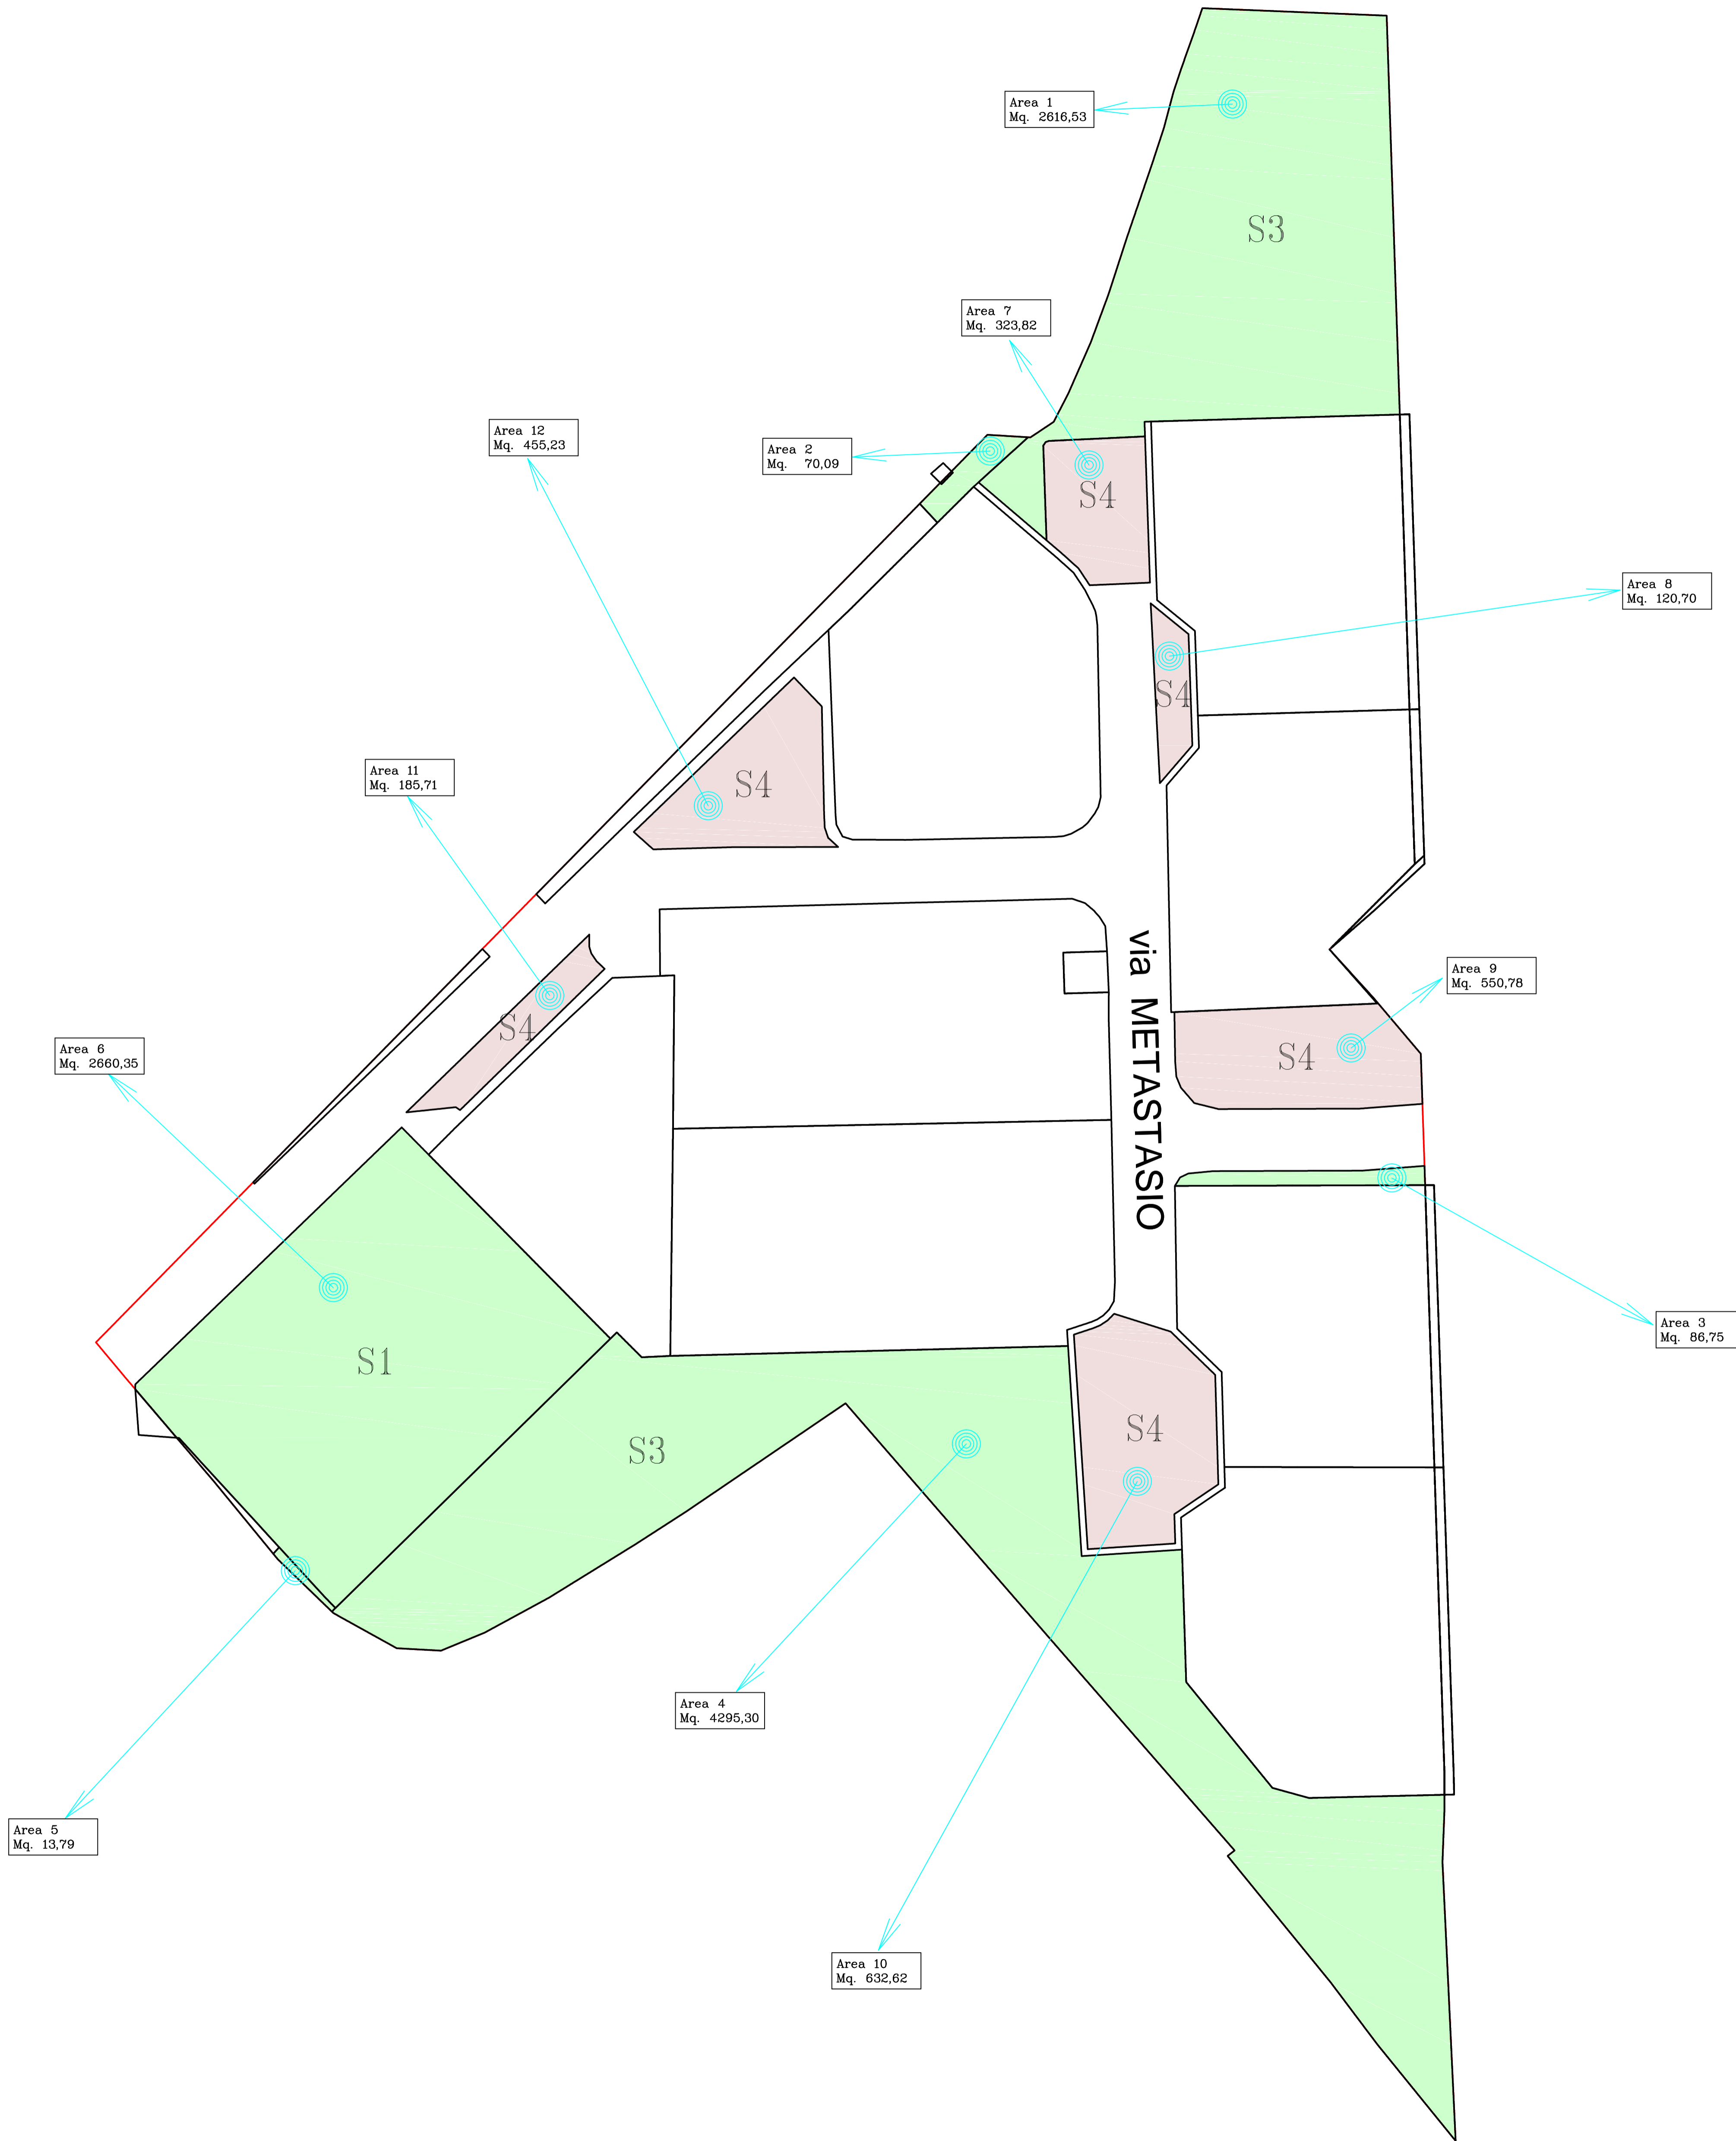 Area 1
Mq. 2616,53
S3
Area 7
Mq. 323,82
Area 12
Mq. 455,23
Area 2
Mq. 70,09
S4
Area 8
Mq. 120,70
S4
Area 11
Mq. 185,71
S4
via METASTASIO
Area 9
Mq. 550,78
S4
S4
Area 6
Mq. 2660,35
Area 3
Mq. 86,75
S1
S4
S3
Area 4
Mq. 4295,30
Area 5
Mq. 13,79
Area 10
Mq. 632,62